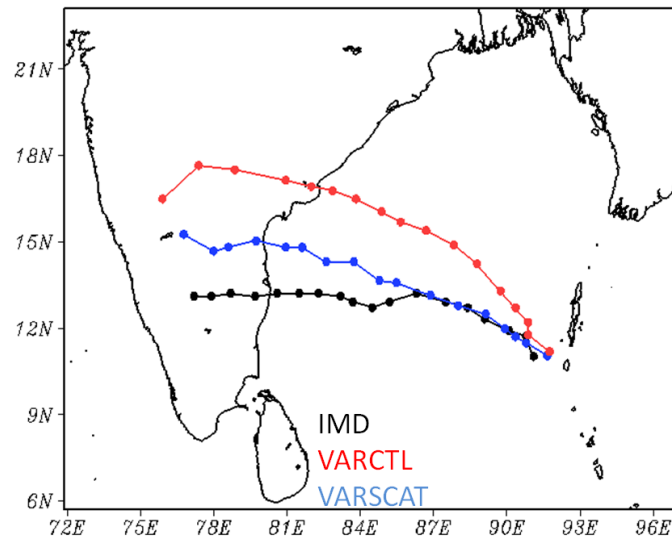 21N
18N
15N
12N
9N
6N
IMD
VARCTL
VARSCAT
72E 75E 78E 81E 84E 87E 90E 93E 96E